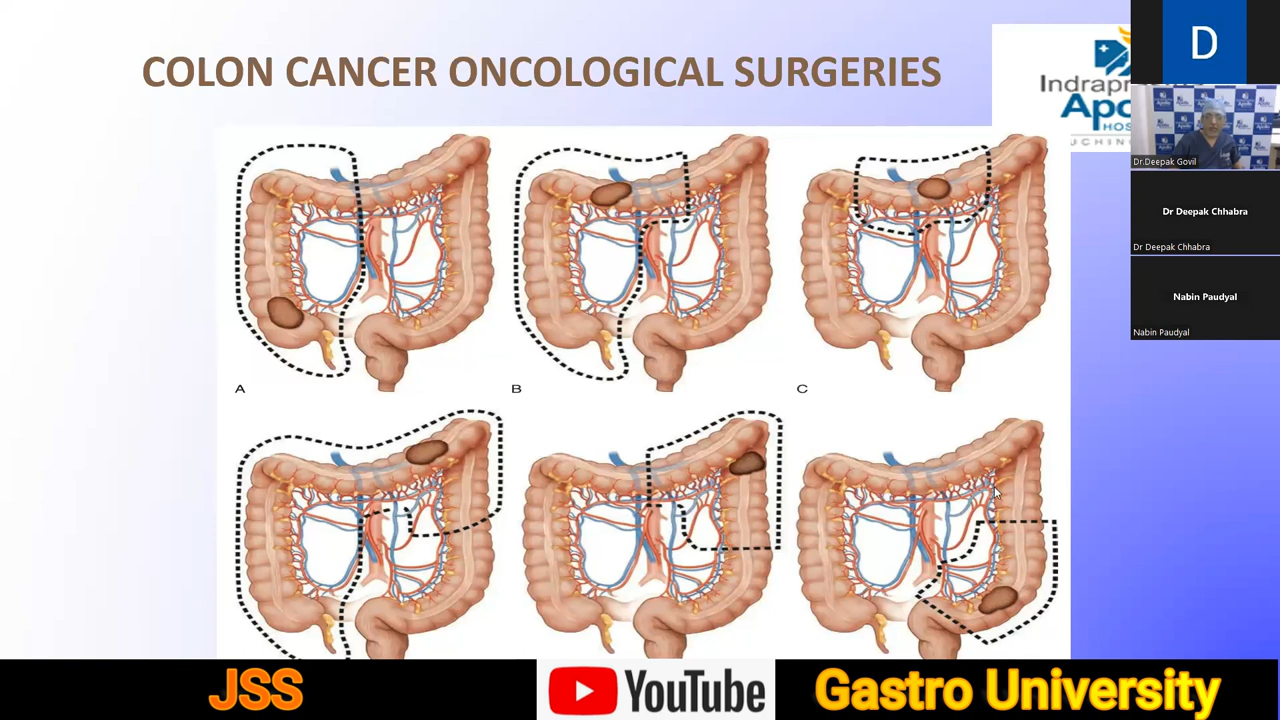 COLON CANCER ONCOLOGICAL SURGERIES
D
Dr.Deepak Govil
Dr Deepak Chhabra
Dr Deepak Chhabra
Nabin Paudyal
Nabin Paudyal
A
B
C
JSS
YouTube
Gastro University